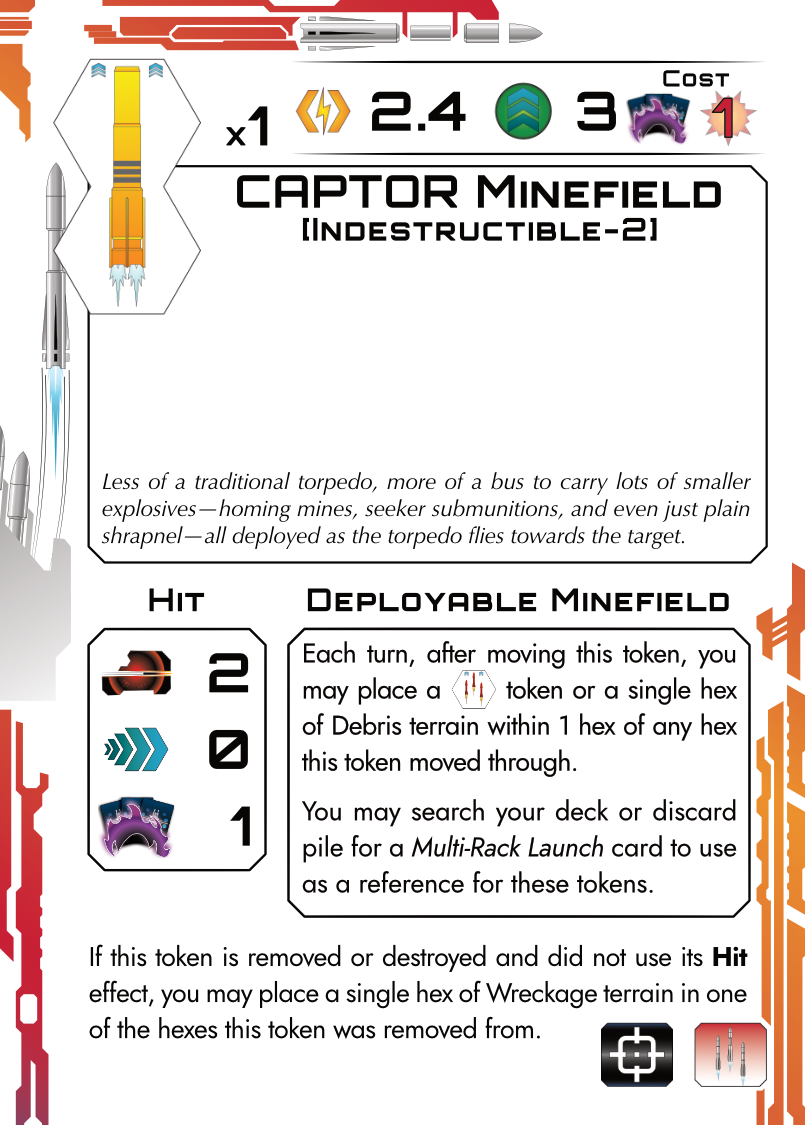 Cost
x1 2.4 3 1
CAPTOR Minefield
[Indestructible-2]
Less of a traditional torpedo, more of a bus to carry lots of smaller
explosives—homing mines, seeker submunitions, and even just plain
shrapnel—all deployed as the torpedo flies towards the target.
Hit
2
0
1
Deployable Minefield
Each turn, after moving this token, you
may place a token or a single hex
of Debris terrain within 1 hex of any hex
this token moved through.
You may search your deck or discard
pile for a Multi-Rack Launch card to use
as a reference for these tokens.
If this token is removed or destroyed and did not use its Hit
effect, you may place a single hex of Wreckage terrain in one
of the hexes this token was removed from.